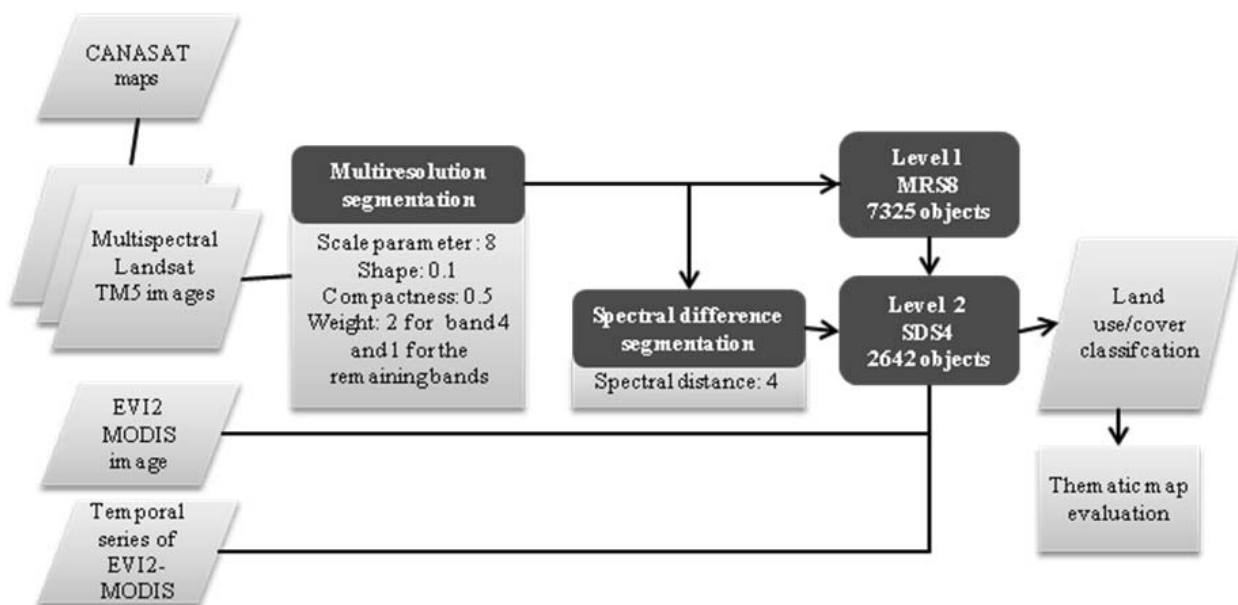 CANASAT
maps
Multispectral
Landsat
TM5 images
Multiresolution
segmentation
Scale parameter: 8
Shape: 0.1
Compactness: 0.5
Weight: 2 for band 4
and 1 for the
remaining bands
Spectral difference
segmentation
Spectral distance: 4
Level 1
MRS8
7325 objects
Level 2
SDS4
2642 objects
Land
use/cover
classifcation
Thematic map
evaluation
EVI2
MODIS
image
Temporal
series of
EVI2-
MODIS